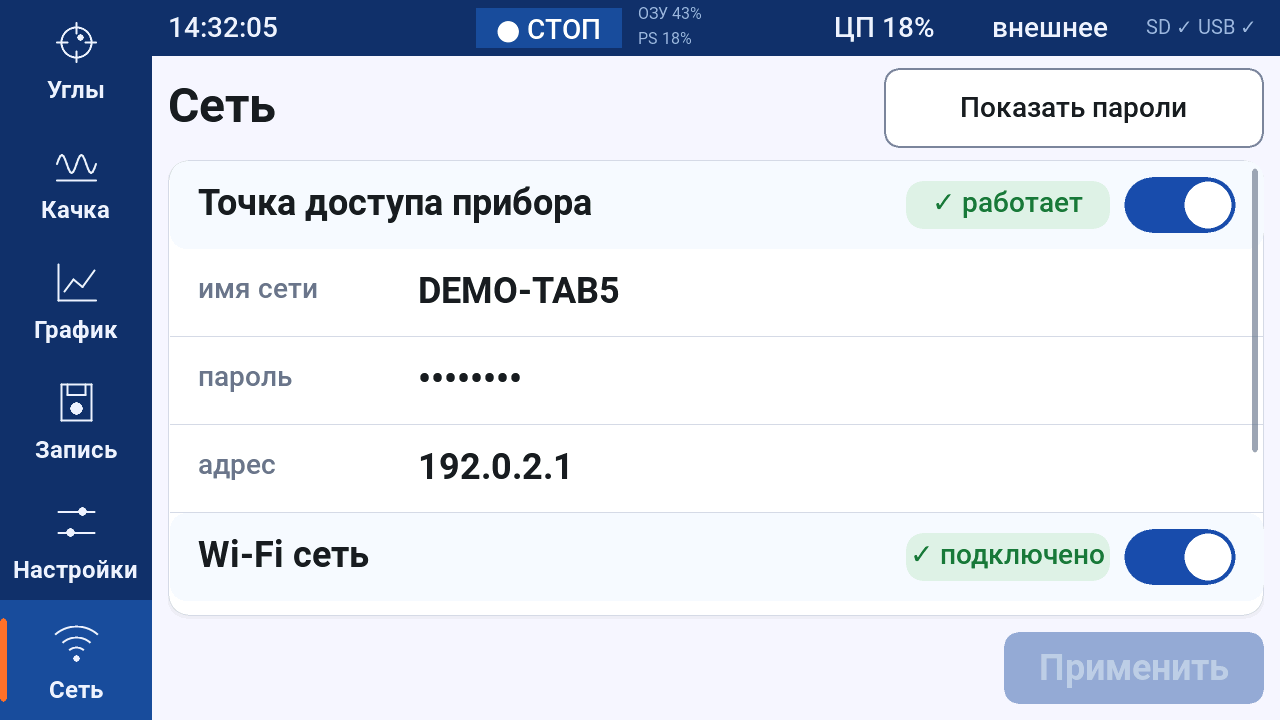 14:32:05
● СТОП
ОЗУ 43%
PS 18%
ЦП 18%
внешнее
SD ✓ USB ✓
Углы
Качка
График
Запись
Настройки
Сеть
Сеть
Показать пароли
Точка доступа прибора
✓ работает
имя сети DEMO-TAB5
пароль ••••••••
адрес 192.0.2.1
Wi-Fi сеть
✓ подключено
Применить